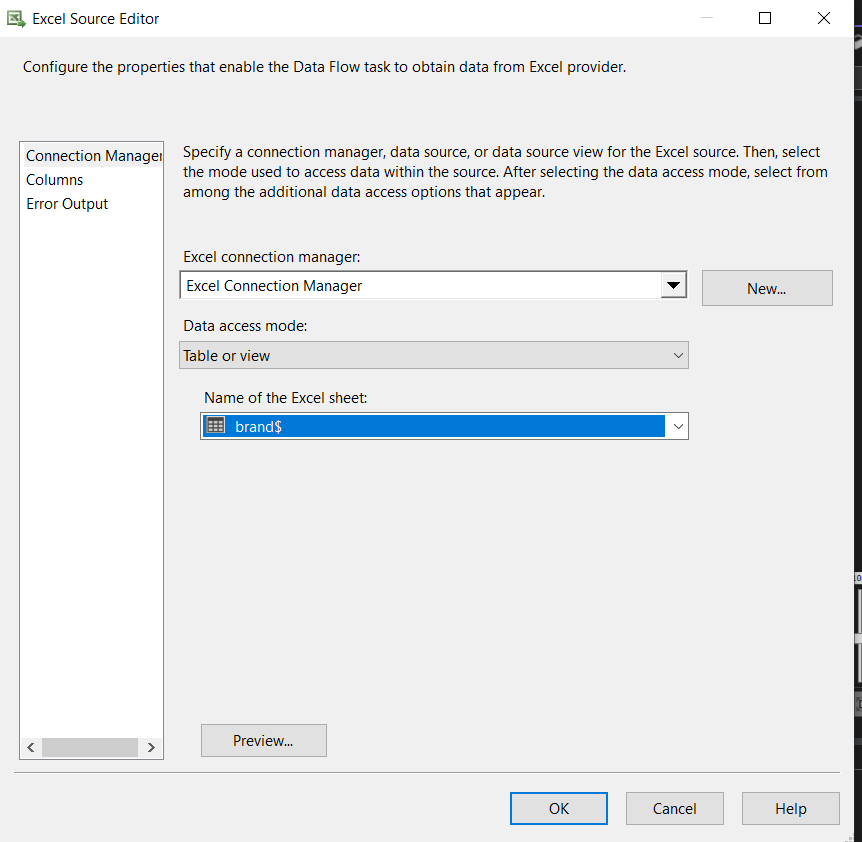 Excel Source Editor
Configure the properties that enable the Data Flow task to obtain data from Excel provider.
Connection Manager
Columns
Error Output
Specify a connection manager, data source, or data source view for the Excel source. Then, select
the mode used to access data within the source. After selecting the data access mode, select from
among the additional data access options that appear.
Excel connection manager:
Excel Connection Manager
New...
Data access mode:
Table or view
Name of the Excel sheet:
brand$
Preview...
OK
Cancel
Help